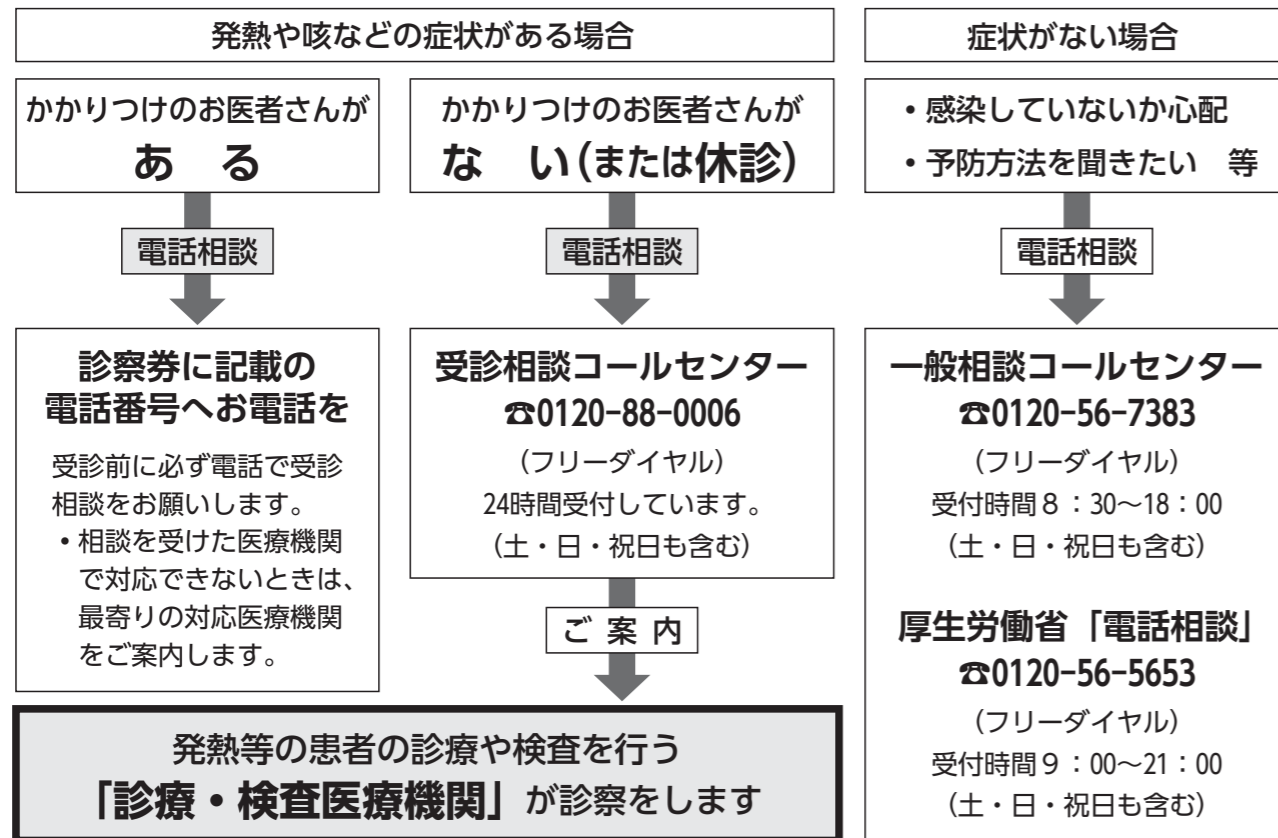 発熱や咳などの症状がある場合
かかりつけのお医者さんが
あ　る
電話相談
診察券に記載の
電話番号へお電話を
受診前に必ず電話で受診
相談をお願いします。
・相談を受けた医療機関
で対応できないときは、
最寄りの対応医療機関
をご案内します。
かかりつけのお医者さんが
な　い(または休診)
電話相談
受診相談コールセンター
☎0120-88-0006
（フリーダイヤル）
24時間受付しています。
（土・日・祝日も含む）
ご 案 内
発熱等の患者の診療や検査を行う
「診療・検査医療機関」が診察をします
症状がない場合
・感染していないか心配
・予防方法を聞きたい　等
電話相談
一般相談コールセンター
☎0120-56-7383
（フリーダイヤル）
受付時間８：30〜18：00
（土・日・祝日も含む）
厚生労働省「電話相談」
☎0120-56-5653
（フリーダイヤル）
受付時間９：00〜21：00
（土・日・祝日も含む）